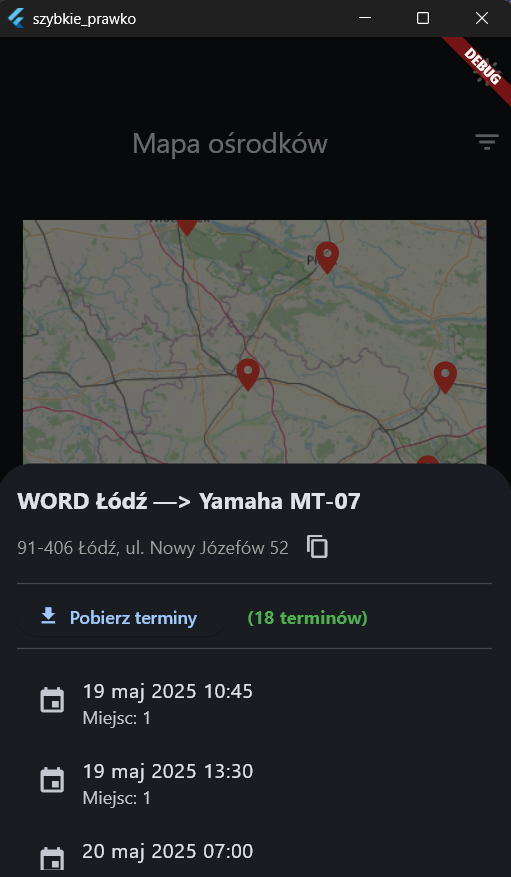 szybkie_prawko
DEBUG
Mapa ośrodków
WORD Łódź —> Yamaha MT-07
91-406 Łódź, ul. Nowy Józefów 52
Pobierz terminy (18 terminów)
19 maj 2025 10:45
Miejsc: 1
19 maj 2025 13:30
Miejsc: 1
20 maj 2025 07:00